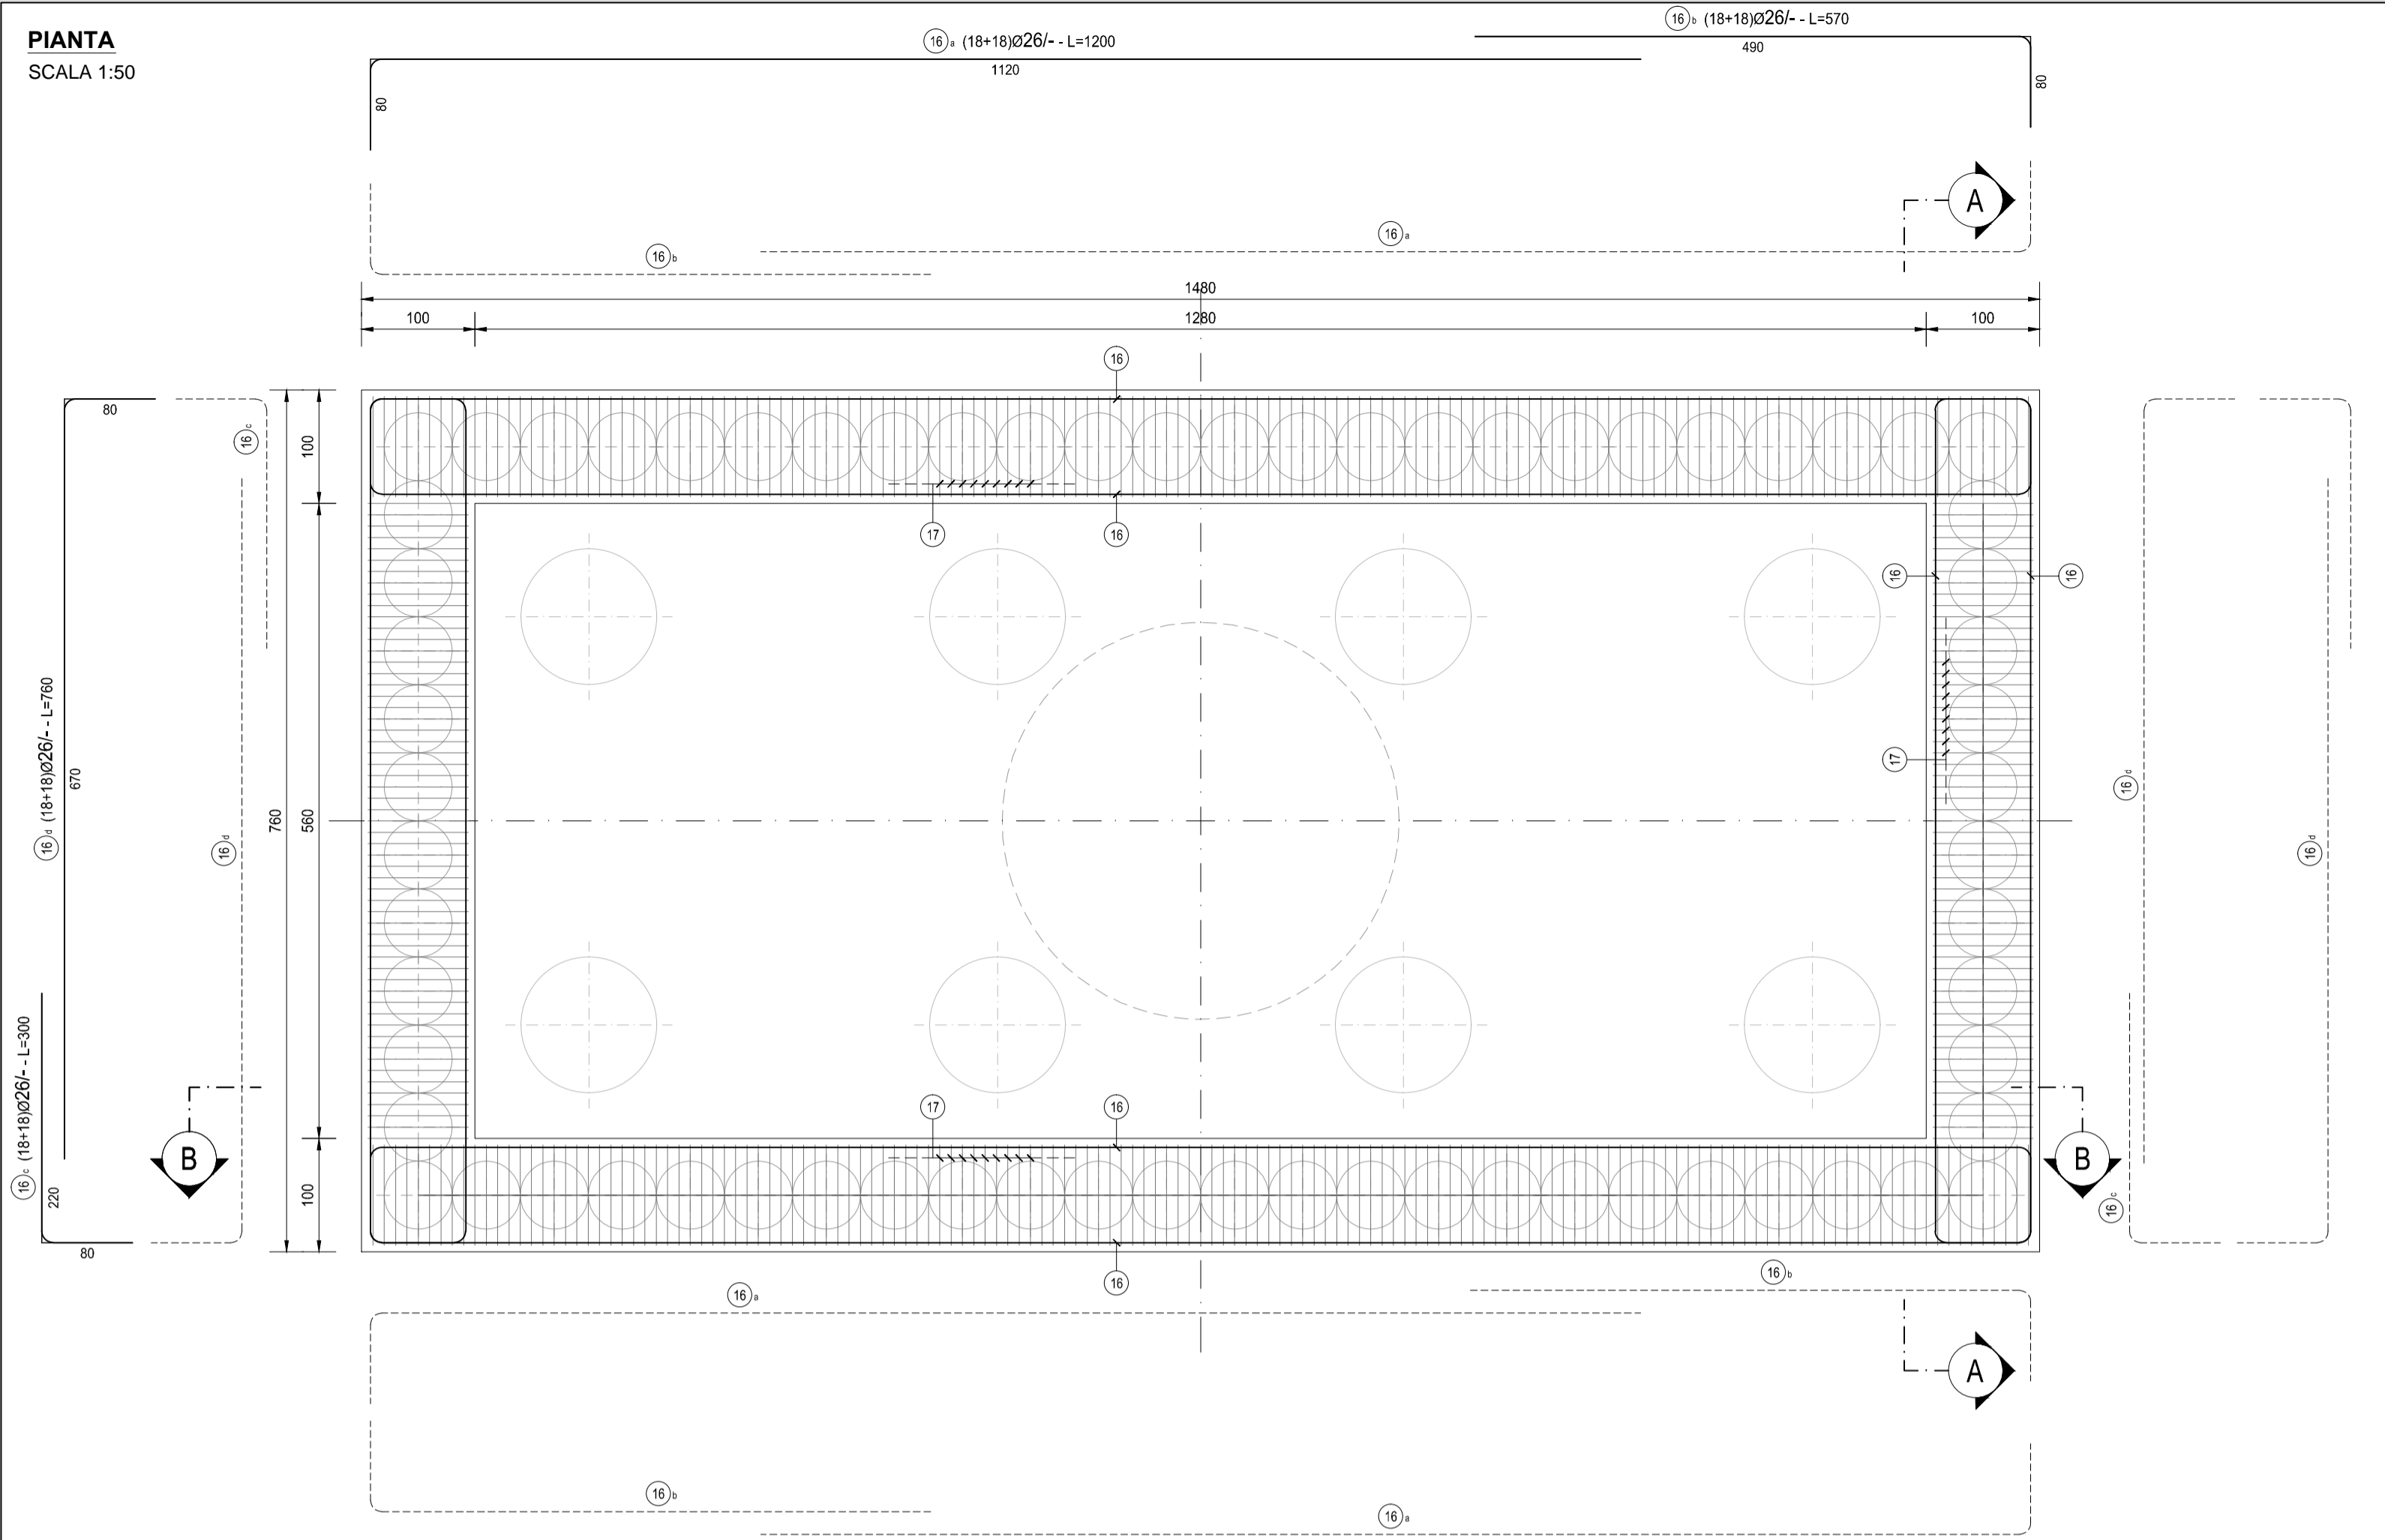 PIANTA
SCALA 1:50
16 a (18+18)Ø26/- - L=1200
1120
80
16 b (18+18)Ø26/- - L=570
490
80
A
16 a
16 b
1480
100
1280
100
16
80
16 c
100
17
16
16
16
16 d (18+18)Ø26/- - L=760
670
760
560
17
16 d
16 d
16 d
16 c (18+18)Ø26/- - L=300
220
80
B
17
16
B
16 c
100
16
16 a
16 b
A
16 b
16 a